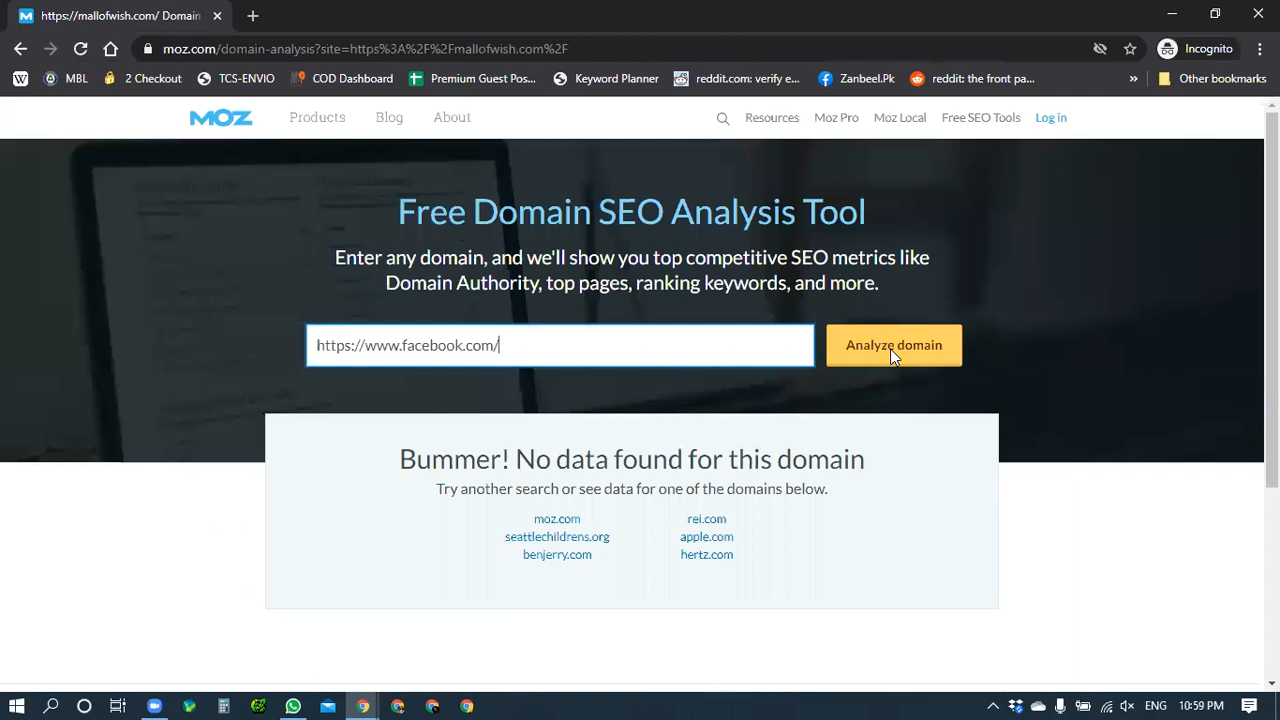 https://mallofwish.com/ Domain
moz.com/domain-analysis?site=https%3A%2F%2Fmallofwish.com%2F
Incognito
MBL
2 Checkout
TCS-ENVIO
COD Dashboard
Premium Guest Pos...
Keyword Planner
reddit.com: verify e...
Zanbeel.Pk
reddit: the front pa...
»
Other bookmarks
MOZ
Products
Blog
About
Resources
Moz Pro
Moz Local
Free SEO Tools
Log in
Free Domain SEO Analysis Tool
Enter any domain, and we'll show you top competitive SEO metrics like
Domain Authority, top pages, ranking keywords, and more.
https://www.facebook.com/
Analyze domain
Bummer! No data found for this domain
Try another search or see data for one of the domains below.
moz.com
rei.com
seattlechildrens.org
apple.com
benjerry.com
hertz.com
ENG
10:59 PM